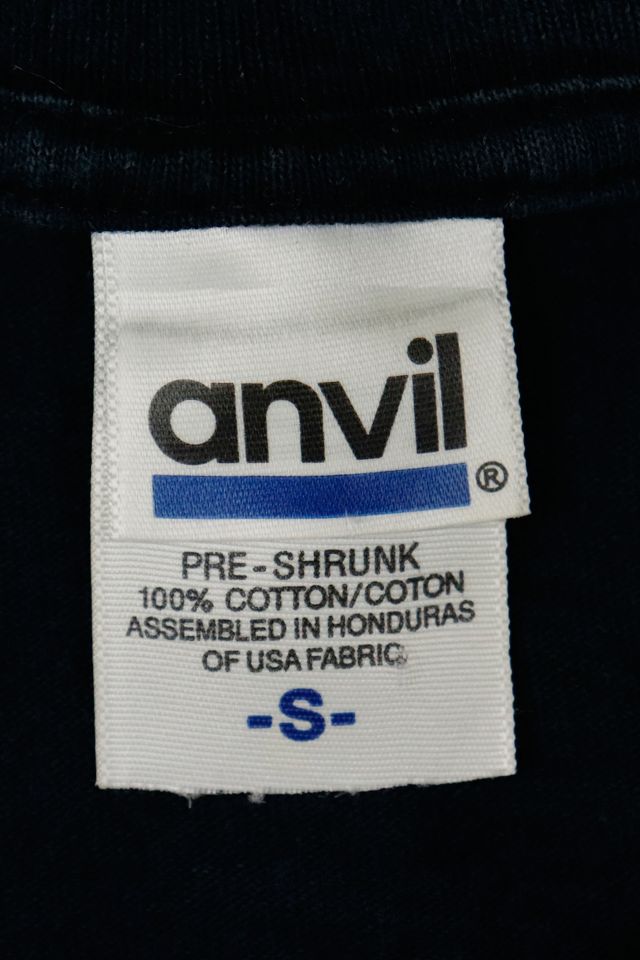 anvil®
PRE-SHRUNK
100% COTTON/COTON
ASSEMBLED IN HONDURAS
OF USA FABRIC
-S-